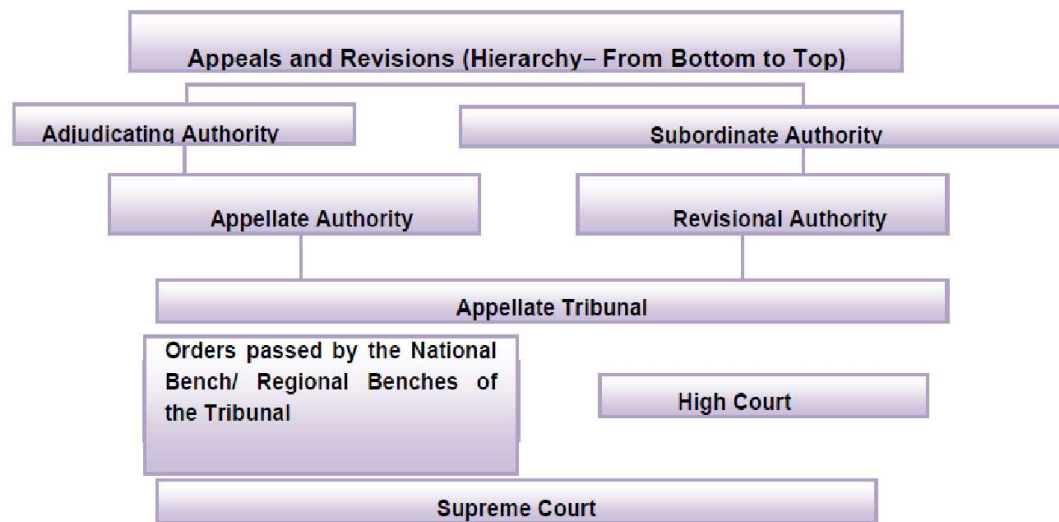 Appeals and Revisions (Hierarchy– From Bottom to Top)
Adjudicating Authority
Subordinate Authority
Appellate Authority
Revisional Authority
Appellate Tribunal
Orders passed by the National
Bench/ Regional Benches of
the Tribunal
High Court
Supreme Court